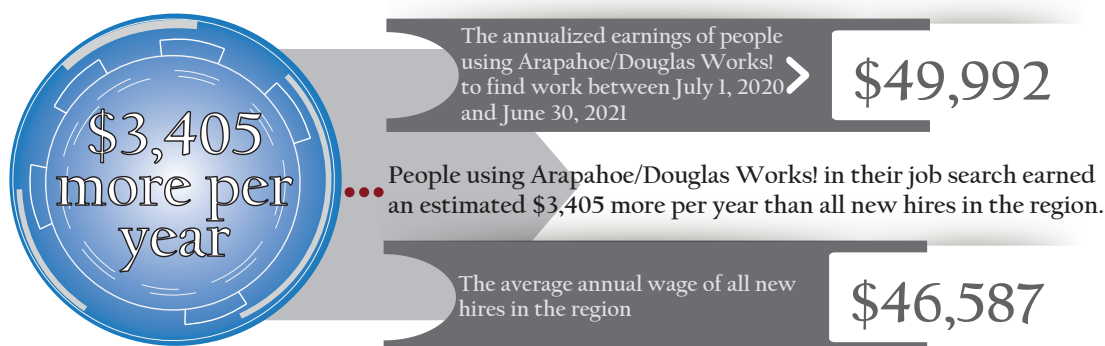 $3,405
more per
year
The annualized earnings of people
using Arapahoe/Douglas Works!
to find work between July 1, 2020
and June 30, 2021
$49,992
People using Arapahoe/Douglas Works! in their job search earned
an estimated $3,405 more per year than all new hires in the region.
The average annual wage of all new
hires in the region
$46,587